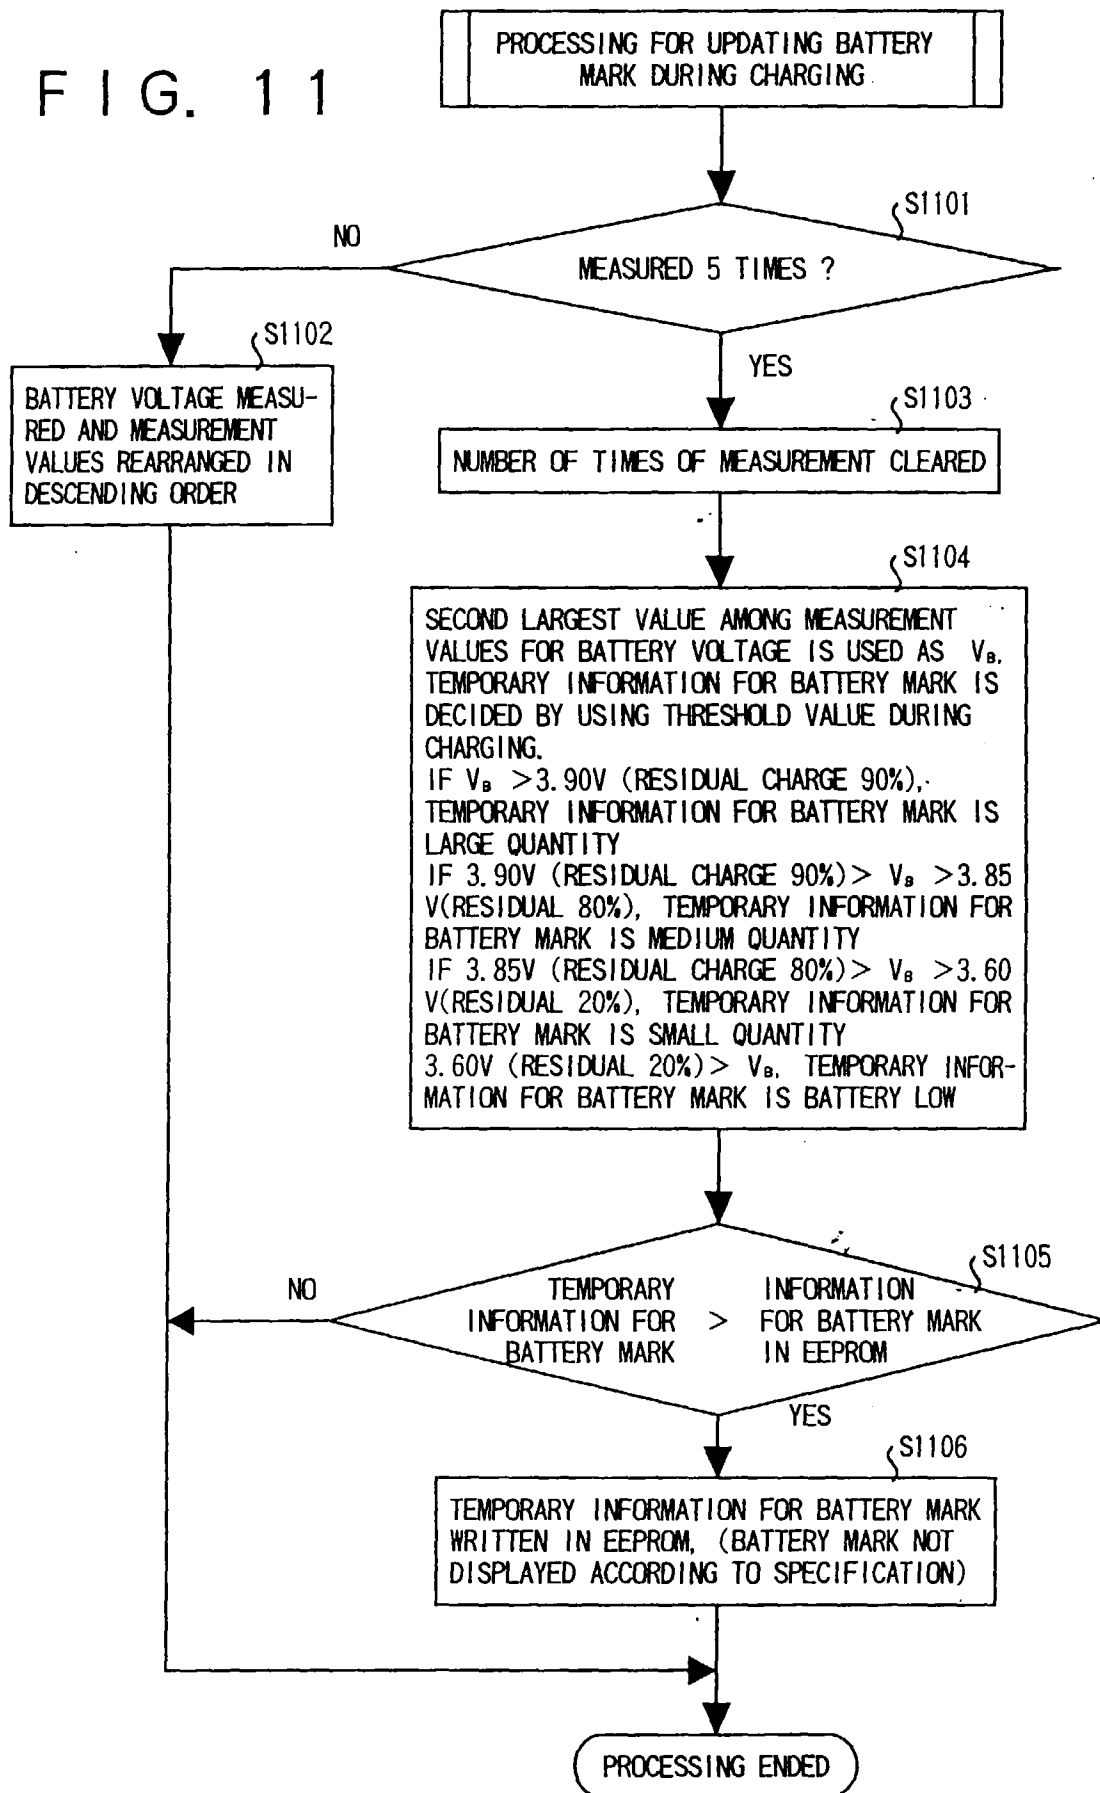 FIG. 11
PROCESSING FOR UPDATING BATTERY
MARK DURING CHARGING
S1101
NO
MEASURED 5 TIMES ?
YES
S1102
BATTERY VOLTAGE MEASU-
RED AND MEASUREMENT
VALUES REARRANGED IN
DESCENDING ORDER
S1103
NUMBER OF TIMES OF MEASUREMENT CLEARED
S1104
SECOND LARGEST VALUE AMONG MEASUREMENT
VALUES FOR BATTERY VOLTAGE IS USED AS VB.
TEMPORARY INFORMATION FOR BATTERY MARK IS
DECIDED BY USING THRESHOLD VALUE DURING
CHARGING.
IF VB >3.90V (RESIDUAL CHARGE 90%),
TEMPORARY INFORMATION FOR BATTERY MARK IS
LARGE QUANTITY
IF 3.90V (RESIDUAL CHARGE 90%)> VB >3.85
V(RESIDUAL 80%), TEMPORARY INFORMATION FOR
BATTERY MARK IS MEDIUM QUANTITY
IF 3.85V (RESIDUAL CHARGE 80%)> VB >3.60
V(RESIDUAL 20%), TEMPORARY INFORMATION FOR
BATTERY MARK IS SMALL QUANTITY
3.60V (RESIDUAL 20%)> VB, TEMPORARY INFOR-
MATION FOR BATTERY MARK IS BATTERY LOW
S1105
NO
TEMPORARY INFORMATION
INFORMATION FOR > FOR BATTERY MARK
BATTERY MARK IN EEPROM
YES
S1106
TEMPORARY INFORMATION FOR BATTERY MARK
WRITTEN IN EEPROM, (BATTERY MARK NOT
DISPLAYED ACCORDING TO SPECIFICATION)
PROCESSING ENDED